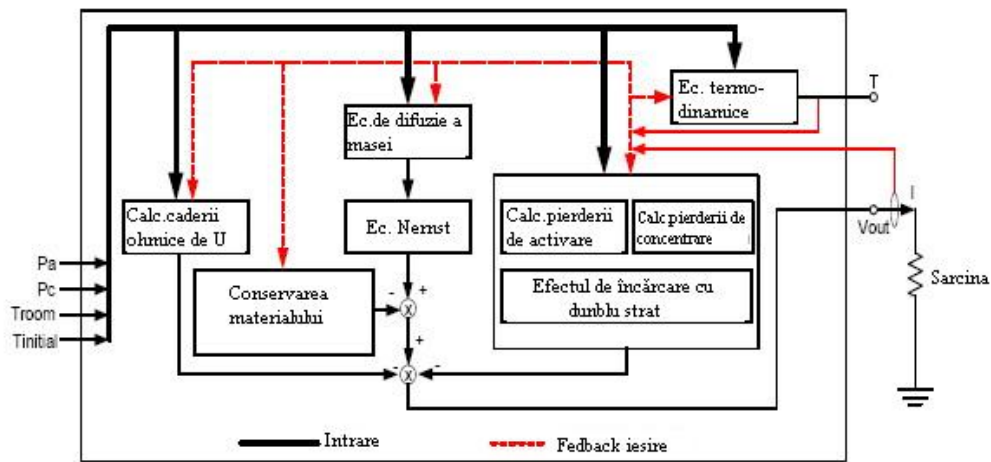 Ec. termo-
dinamice
T
Ec.de difuzie a
masei
I
Calc.caderii
ohmice de U
Ec. Nernst
Calc.pierderii
de activare
Calc pierderii de
concentrare
Vout
Pa
Pc
Troom
Tinitial
Conservarea
materialului
Efectul de încărcare cu
dunblu strat
Sarcina
- +
x
+
- x -
Intrare
Fedback iesire